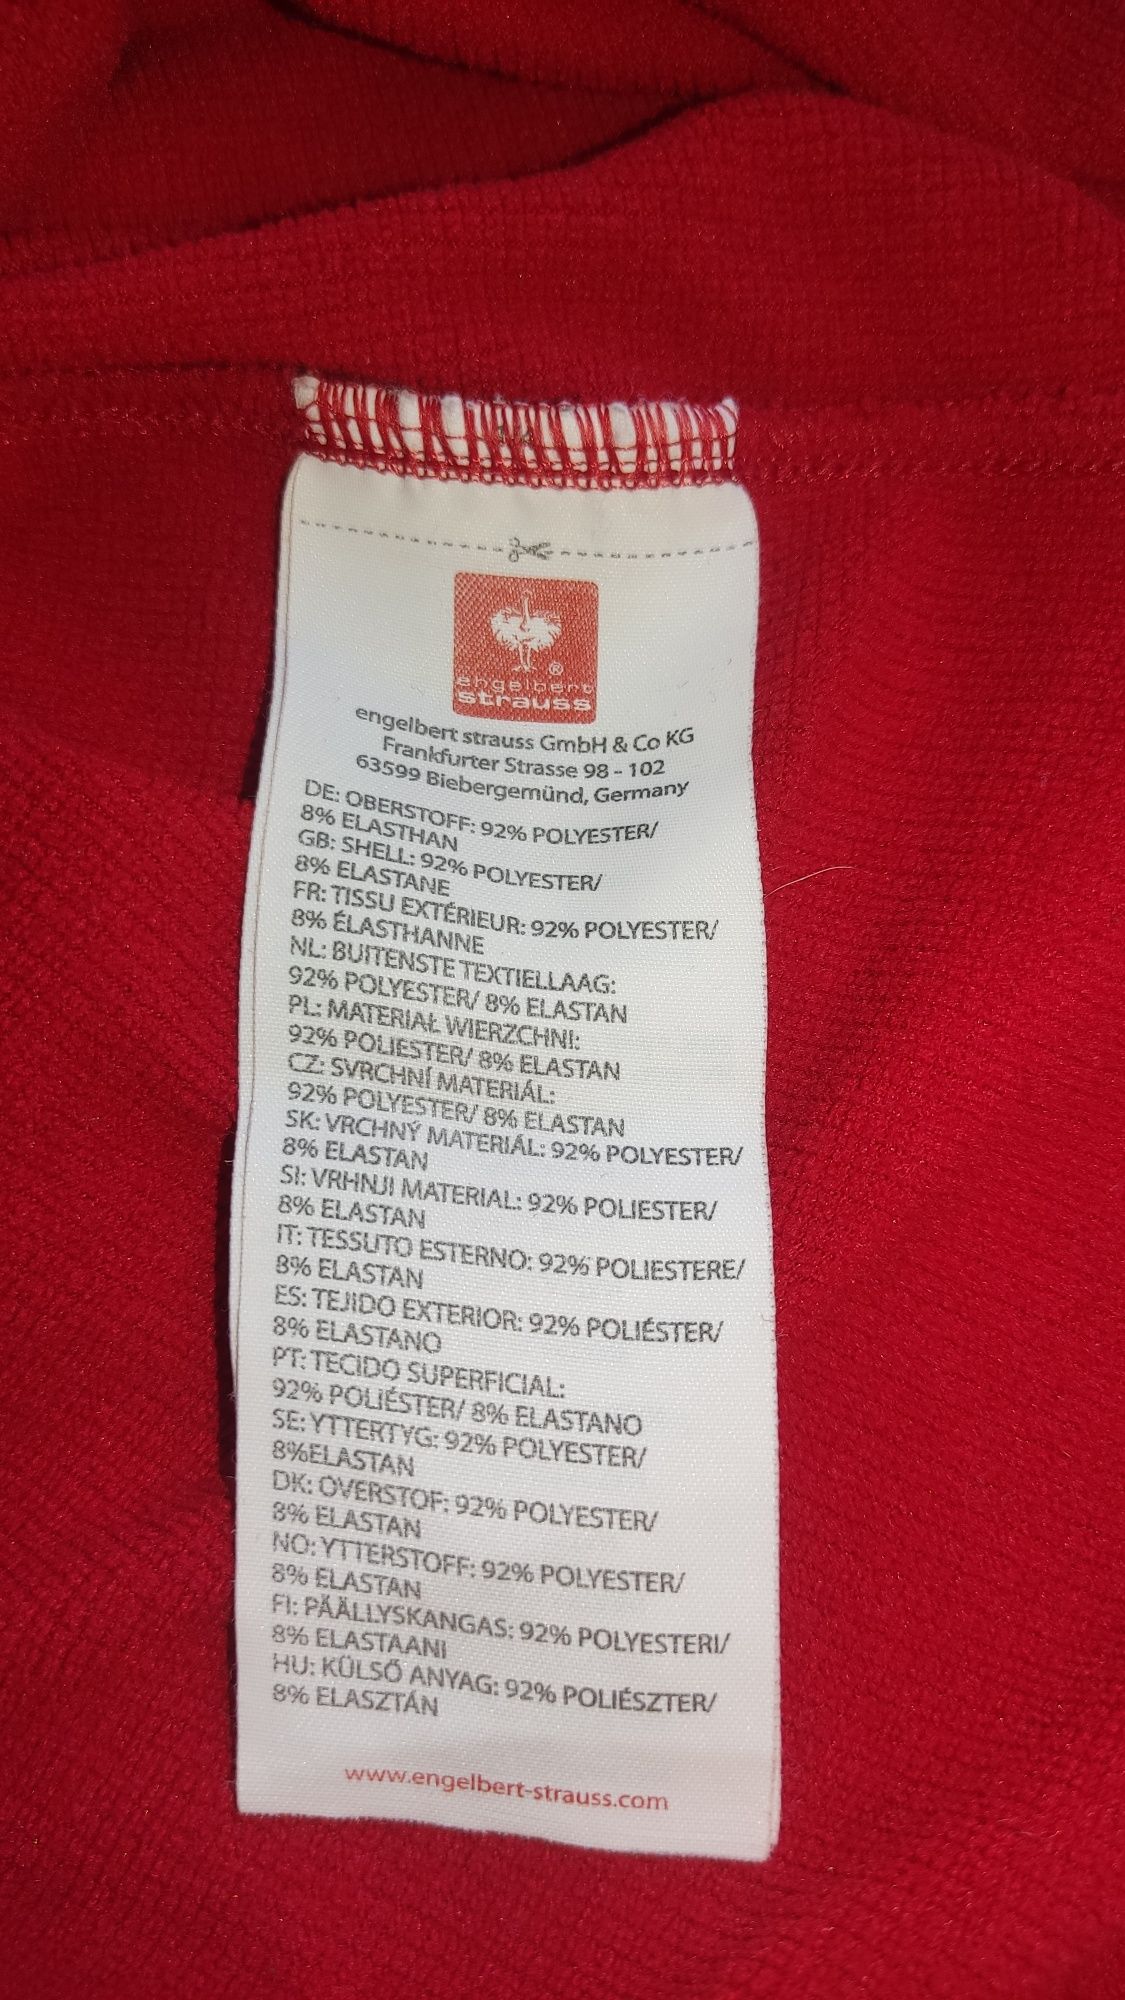 ®
engelbert
strauss
engelbert strauss GmbH & Co KG
Frankfurter Strasse 98 - 102
63599 Biebergemünd, Germany
DE: OBERSTOFF: 92% POLYESTER/
8% ELASTHAN
GB: SHELL: 92% POLYESTER/
8% ELASTANE
FR: TISSU EXTÉRIEUR: 92% POLYESTER/
8% ÉLASTHANNE
NL: BUITENSTE TEXTIELLAAG:
92% POLYESTER/ 8% ELASTAN
PL: MATERIAŁ WIERZCHNI:
92% POLIESTER/ 8% ELASTAN
CZ: SVRCHNÍ MATERIÁL:
92% POLYESTER/ 8% ELASTAN
SK: VRCHNÝ MATERIÁL: 92% POLYESTER/
8% ELASTAN
SI: VRHNJI MATERIAL: 92% POLIESTER/
8% ELASTAN
IT: TESSUTO ESTERNO: 92% POLIESTERE/
8% ELASTAN
ES: TEJIDO EXTERIOR: 92% POLIÉSTER/
8% ELASTANO
PT: TECIDO SUPERFICIAL:
92% POLIÉSTER/ 8% ELASTANO
SE: YTTERTYG: 92% POLYESTER/
8%ELASTAN
DK: OVERSTOF: 92% POLYESTER/
8% ELASTAN
NO: YTTERSTOFF: 92% POLYESTER/
8% ELASTAN
FI: PÄÄLLYSKANGAS: 92% POLYESTERI/
8% ELASTAANI
HU: KÜLSŐ ANYAG: 92% POLIÉSZTER/
8% ELASZTÁN
www.engelbert-strauss.com